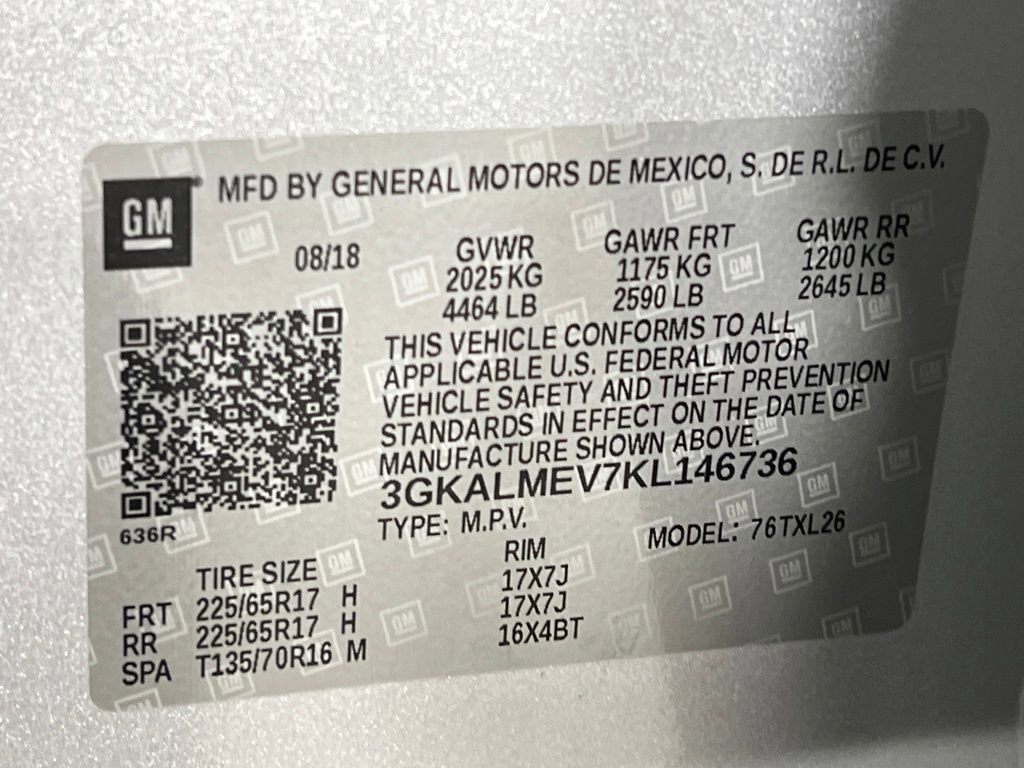 GM
MFD BY GENERAL MOTORS DE MEXICO, S. DE R.L. DE C.V.
08/18
GVWR GAWR FRT GAWR RR
2025 KG 1175 KG 1200 KG
4464 LB 2590 LB 2645 LB
THIS VEHICLE CONFORMS TO ALL
APPLICABLE U.S. FEDERAL MOTOR
VEHICLE SAFETY AND THEFT PREVENTION
STANDARDS IN EFFECT ON THE DATE OF
MANUFACTURE SHOWN ABOVE.
3GKALMEV7KL146736
636R
TYPE: M.P.V. MODEL: 76TXL26
TIRE SIZE RIM
FRT 225/65R17 H 17X7J
RR 225/65R17 H 17X7J
SPA T135/70R16 M 16X4BT